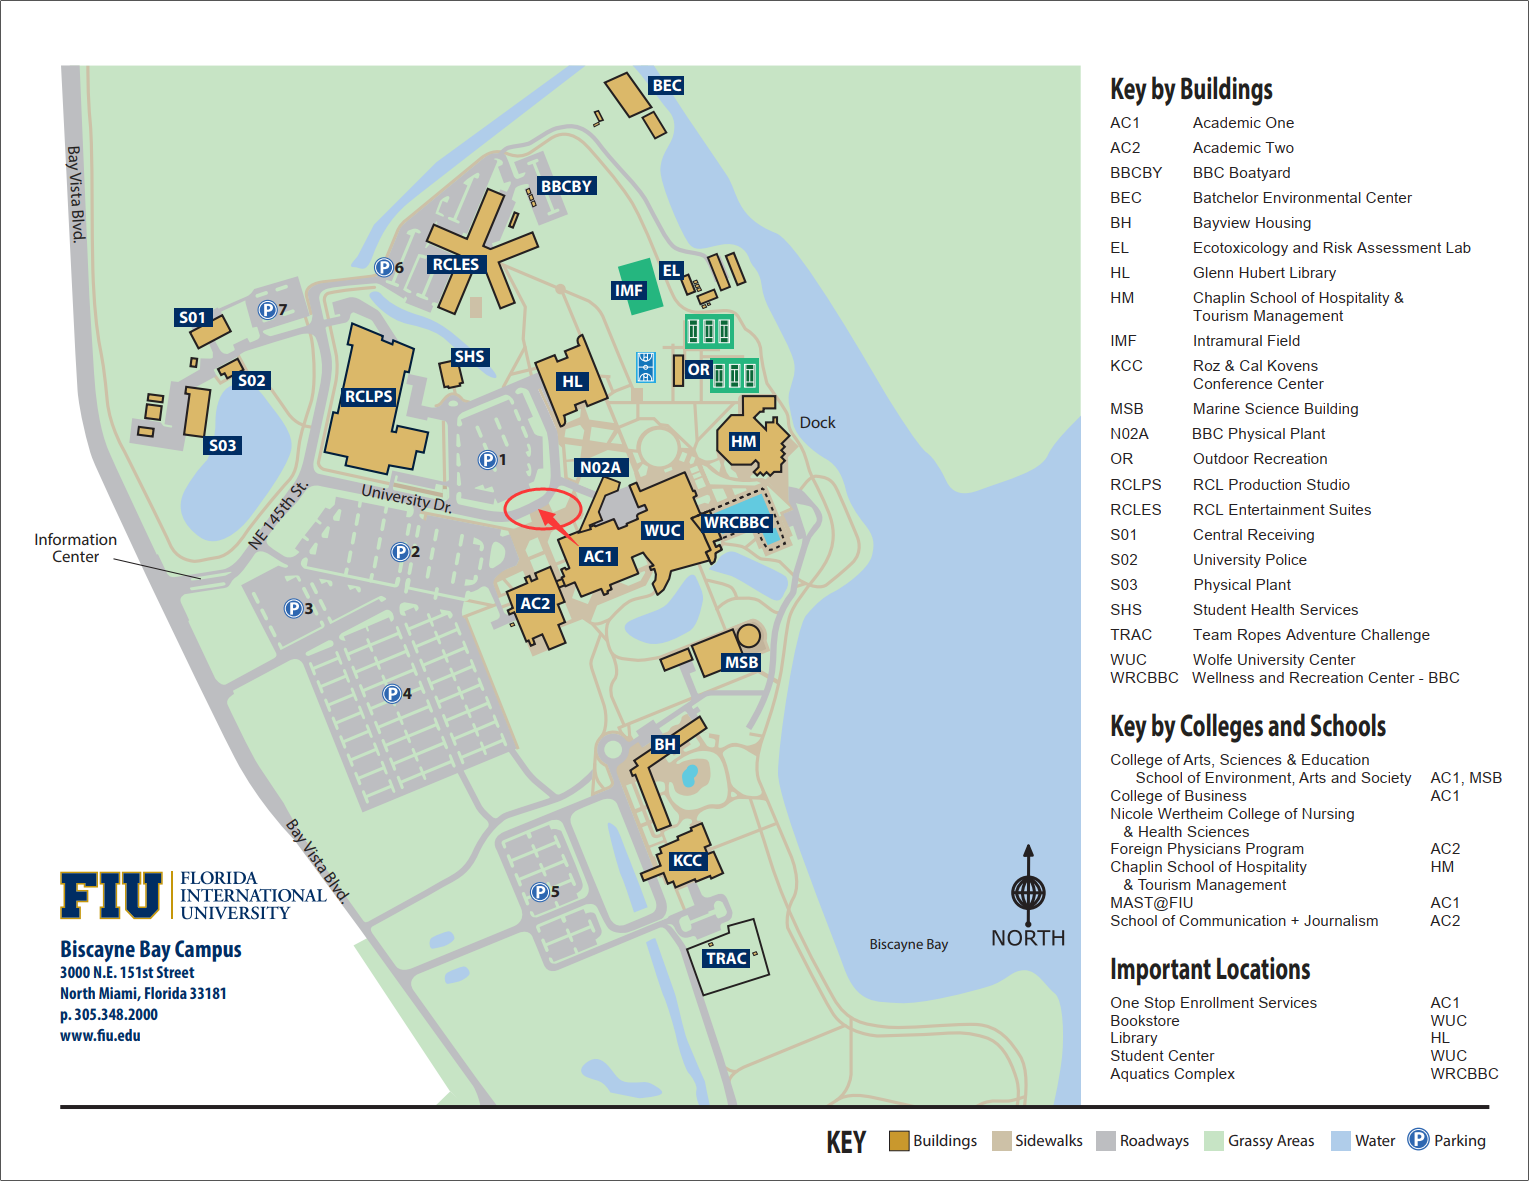 BEC
BBCBY
Bay Vista Blvd.
6
RCLES
EL
IMF
7
S01
SHS
OR
S02
HL
RCLPS
Dock
S03
HM
1
N02A
University Dr.
NE 145th St.
WRCBBC
WUC
Information
Center
2
AC1
AC2
3
MSB
4
BH
Bay Vista Blvd.
KCC
5
Biscayne Bay
NORTH
TRAC
FIU
FLORIDA
INTERNATIONAL
UNIVERSITY
Biscayne Bay Campus
3000 N.E. 151st Street
North Miami, Florida 33181
p. 305.348.2000
www.fiu.edu
Key by Buildings
AC1 Academic One
AC2 Academic Two
BBCBY BBC Boatyard
BEC Batchelor Environmental Center
BH Bayview Housing
EL Ecotoxicology and Risk Assessment Lab
HL Glenn Hubert Library
HM Chaplin School of Hospitality &
Tourism Management
IMF Intramural Field
KCC Roz & Cal Kovens
Conference Center
MSB Marine Science Building
N02A BBC Physical Plant
OR Outdoor Recreation
RCLPS RCL Production Studio
RCLES RCL Entertainment Suites
S01 Central Receiving
S02 University Police
S03 Physical Plant
SHS Student Health Services
TRAC Team Ropes Adventure Challenge
WUC Wolfe University Center
WRCBBC Wellness and Recreation Center - BBC
Key by Colleges and Schools
College of Arts, Sciences & Education
School of Environment, Arts and Society AC1, MSB
College of Business AC1
Nicole Wertheim College of Nursing
& Health Sciences
Foreign Physicians Program AC2
Chaplin School of Hospitality HM
& Tourism Management
MAST@FIU AC1
School of Communication + Journalism AC2
Important Locations
One Stop Enrollment Services AC1
Bookstore WUC
Library HL
Student Center WUC
Aquatics Complex WRCBBC
KEY Buildings Sidewalks Roadways Grassy Areas Water P Parking